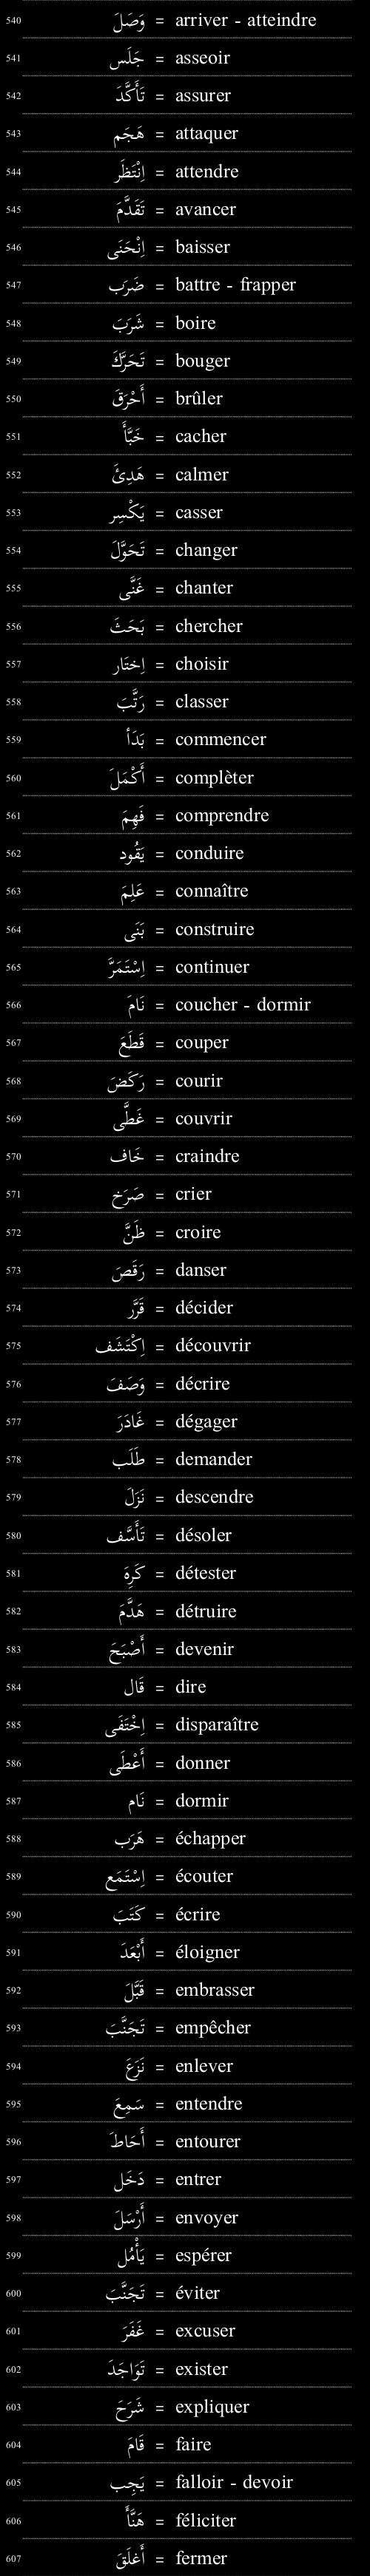 540 وَصَلَ = arriver - atteindre
541 جَلَس = asseoir
542 تَأَكَّدَ = assurer
543 هَجَم = attaquer
544 اِنْتَظَر = attendre
545 تَقَدَّمَ = avancer
546 اِنْحَنَى = baisser
547 ضَرَب = battre - frapper
548 شَرَبَ = boire
549 تَحَرَّكَ = bouger
550 أَحْرَقَ = brûler
551 خَبَّأَ = cacher
552 هَدِئَ = calmer
553 يَكْسِر = casser
554 تَحَوَّلَ = changer
555 غَنَّى = chanter
556 بَحَثَ = chercher
557 اِختَار = choisir
558 رَتَّبَ = classer
559 بَدَأ = commencer
560 أَكْمَلَ = complèter
561 فَهِمَ = comprendre
562 يَقُود = conduire
563 عَلِمَ = connaître
564 بَنَى = construire
565 اِسْتَمَرَّ = continuer
566 نَامَ = coucher - dormir
567 قَطَعَ = couper
568 رَكَضَ = courir
569 غَطَّى = couvrir
570 خَاف = craindre
571 صَرَخ = crier
572 ظَنَّ = croire
573 رَقَصَ = danser
574 قَرَّر = décider
575 اِكْتَشَف = découvrir
576 وَصَفَ = décrire
577 غَادَرَ = dégager
578 طَلَب = demander
579 نَزَلَ = descendre
580 تَأَسَّف = désoler
581 كَرِهَ = détester
582 هَدَّمَ = détruire
583 أَصْبَحَ = devenir
584 قَال = dire
585 اِخْتَفَى = disparaître
586 أَعْطَى = donner
587 نَام = dormir
588 هَرَب = échapper
589 اِسْتَمَع = écouter
590 كَتَبَ = écrire
591 أَبْعَدَ = éloigner
592 قَبَّلَ = embrasser
593 تَجَنَّبَ = empêcher
594 نَزَعَ = enlever
595 سَمِعَ = entendre
596 أَحَاطَ = entourer
597 دَخَل = entrer
598 أَرْسَلَ = envoyer
599 يَأْمُل = espérer
600 تَجَنَّبَ = éviter
601 غَفَرَ = excuser
602 تَوَاجَدَ = exister
603 شَرَحَ = expliquer
604 قَامَ = faire
605 يَجِب = falloir - devoir
606 هَنَّأَ = féliciter
607 أَغلَقَ = fermer